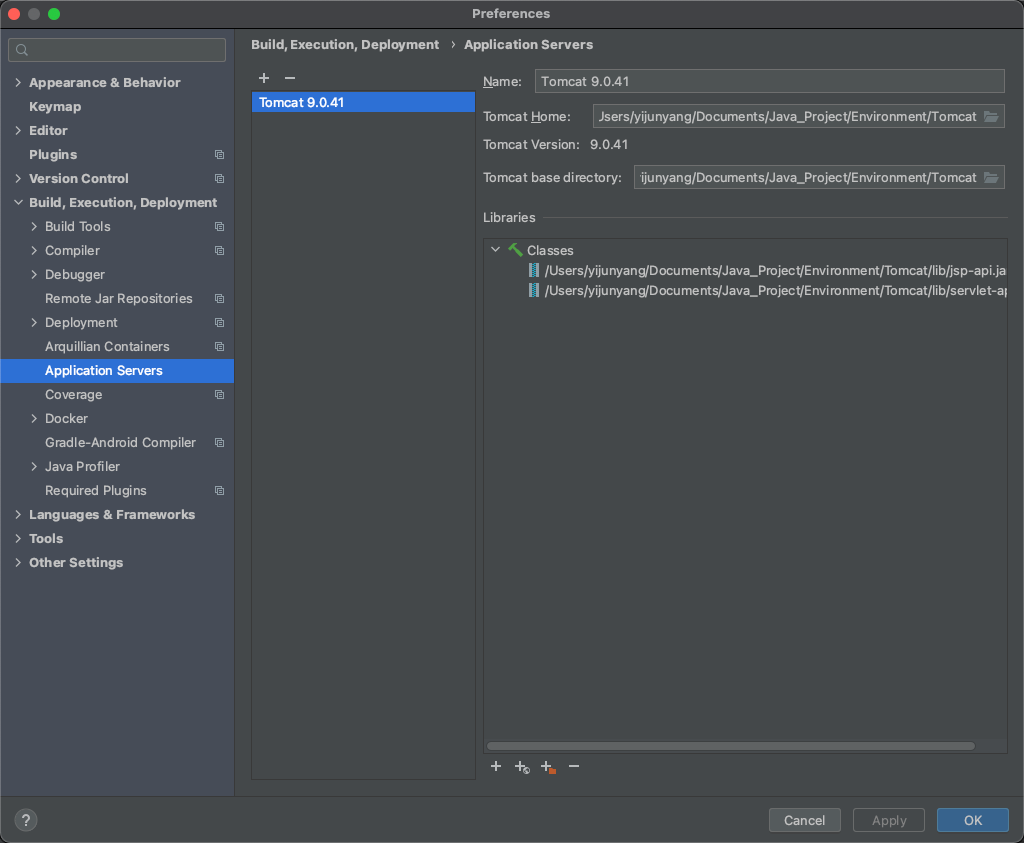 Preferences
Appearance & Behavior
Keymap
Editor
Plugins
Version Control
Build, Execution, Deployment
Build Tools
Compiler
Debugger
Remote Jar Repositories
Deployment
Arquillian Containers
Application Servers
Coverage
Docker
Gradle-Android Compiler
Java Profiler
Required Plugins
Languages & Frameworks
Tools
Other Settings
Build, Execution, Deployment › Application Servers
Tomcat 9.0.41
Name: Tomcat 9.0.41
Tomcat Home: Jsers/yijunyang/Documents/Java_Project/Environment/Tomcat
Tomcat Version: 9.0.41
Tomcat base directory: ijunyang/Documents/Java_Project/Environment/Tomcat
Libraries
Classes
/Users/yijunyang/Documents/Java_Project/Environment/Tomcat/lib/jsp-api.ja
/Users/yijunyang/Documents/Java_Project/Environment/Tomcat/lib/servlet-ap
?
Cancel
Apply
OK